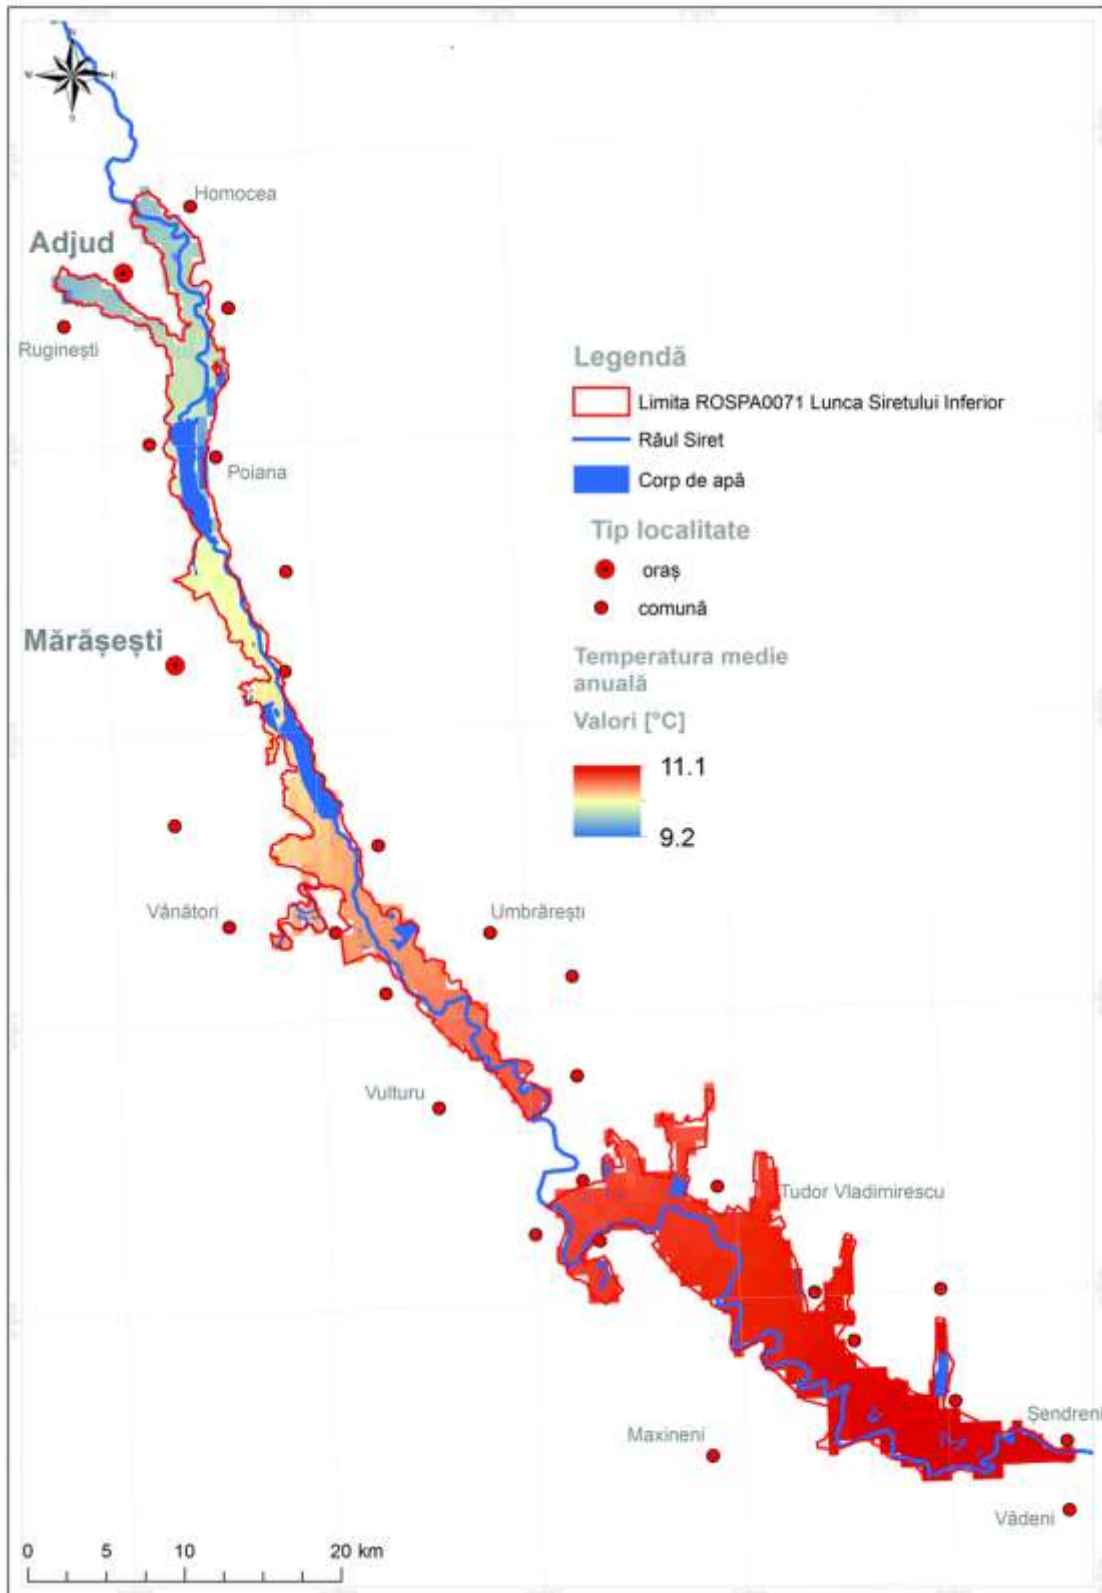 N
W
E
S
Homocea
Adjud
Ruginești
Poiana
Mărășești
Vânători
Umbrărești
Vulturu
Tudor Vladimirescu
Maxineni
Șendreni
Vădeni
Legendă
Limita ROSPA0071 Lunca Siretului Inferior
Râul Siret
Corp de apă
Tip localitate
oraș
comună
Temperatura medie
anuală
Valori [°C]
11.1
9.2
0 5 10 20 km